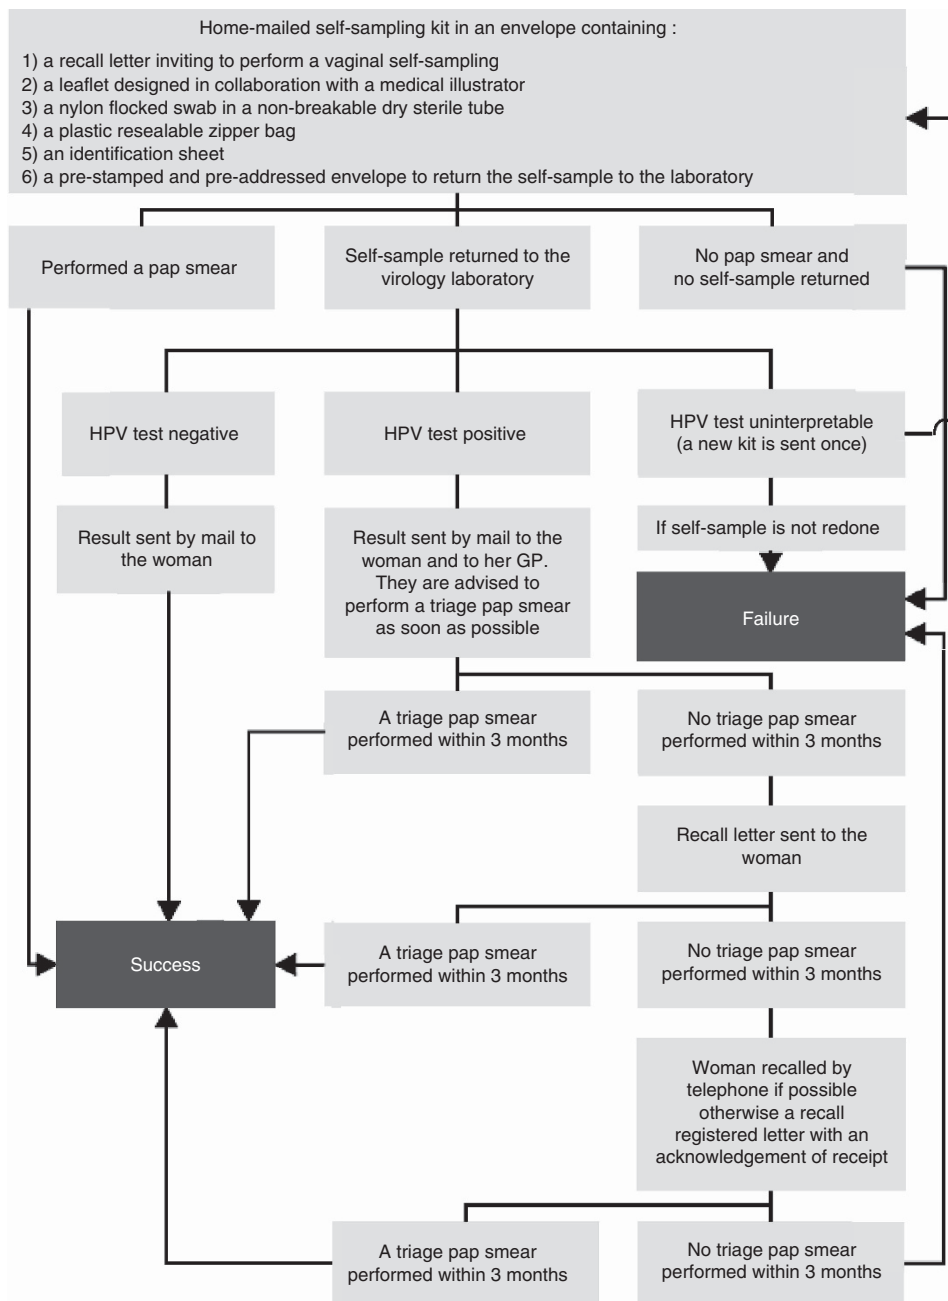 Home-mailed self-sampling kit in an envelope containing :
1) a recall letter inviting to perform a vaginal self-sampling
2) a leaflet designed in collaboration with a medical illustrator
3) a nylon flocked swab in a non-breakable dry sterile tube
4) a plastic resealable zipper bag
5) an identification sheet
6) a pre-stamped and pre-addressed envelope to return the self-sample to the laboratory
Performed a pap smear
Self-sample returned to the
virology laboratory
No pap smear and
no self-sample returned
HPV test negative
HPV test positive
HPV test uninterpretable
(a new kit is sent once)
Result sent by mail to
the woman
Result sent by mail to the
woman and to her GP.
They are advised to
perform a triage pap smear
as soon as possible
If self-sample is not redone
Failure
A triage pap smear
performed within 3 months
No triage pap smear
performed within 3 months
Recall letter sent to the
woman
Success
A triage pap smear
performed within 3 months
No triage pap smear
performed within 3 months
Woman recalled by
telephone if possible
otherwise a recall
registered letter with an
acknowledgement of receipt
A triage pap smear
performed within 3 months
No triage pap smear
performed within 3 months